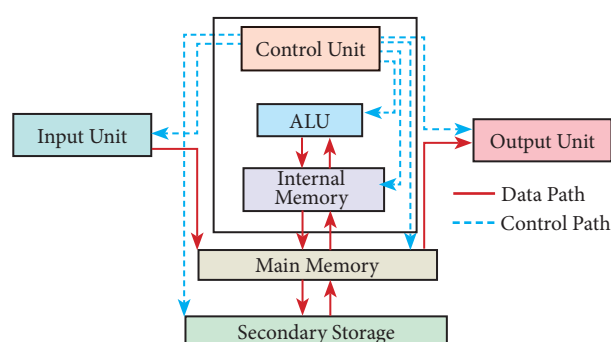 Control Unit
Input Unit
ALU
Output Unit
Internal
Memory
Data Path
Control Path
Main Memory
Secondary Storage